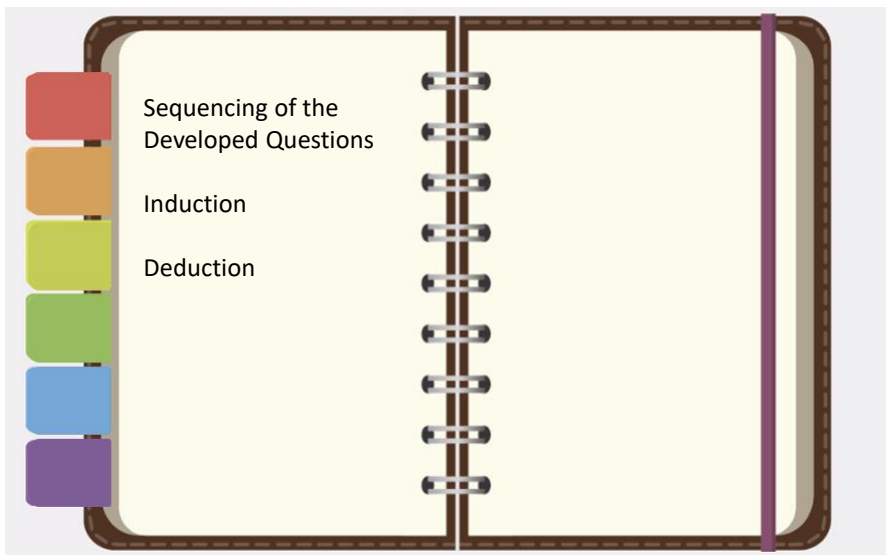 Sequencing of the
Developed Questions
Induction
Deduction